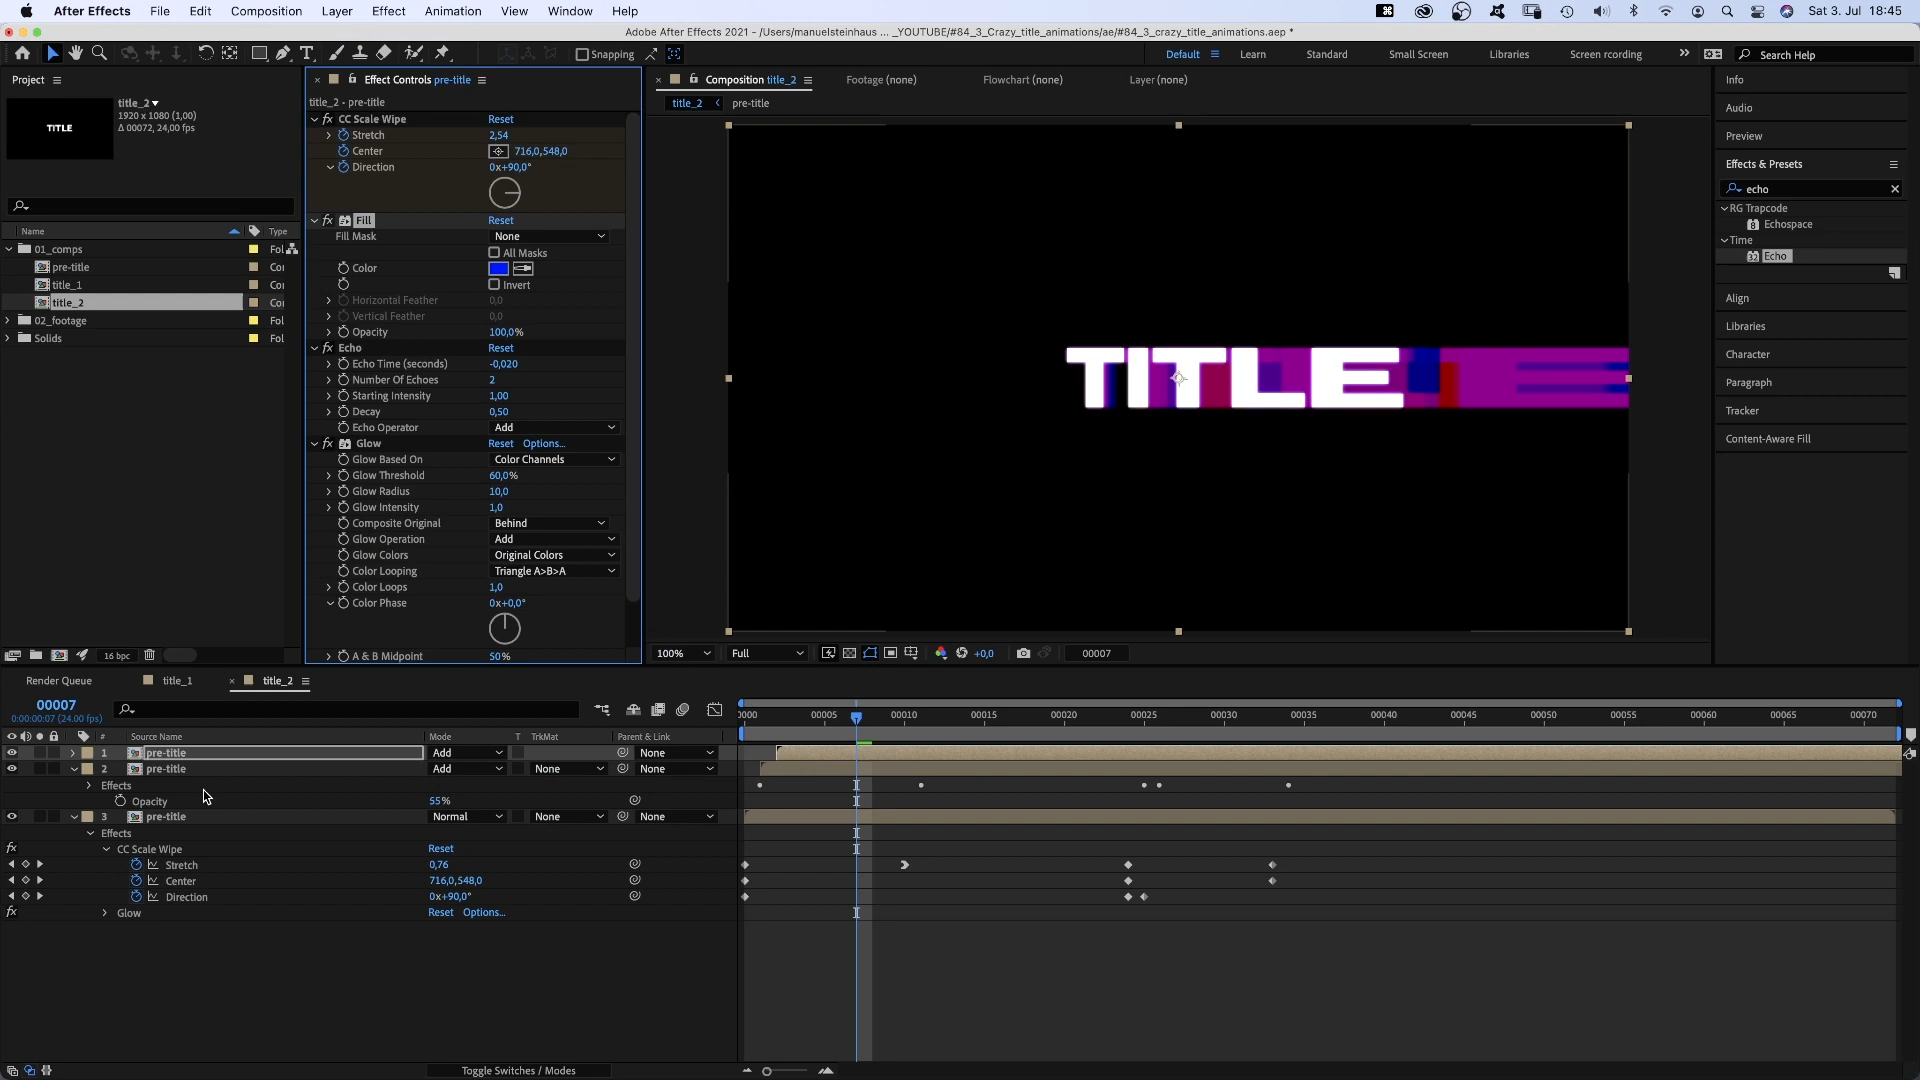 After Effects File Edit Composition Layer Effect Animation View Window Help Sat 3. Jul 18:45
Adobe After Effects 2021 - /Users/manuelsteinhaus ... _YOUTUBE/#84_3_Crazy_title_animations/ae/#84_3_crazy_title_animations.aep *
Snapping Default Learn Standard Small Screen Libraries Screen recording Search Help
Project Effect Controls pre-title Composition title_2 Footage (none) Flowchart (none) Layer (none) Info
title_2 - pre-title title_2 pre-title
title_2
1920 x 1080 (1,00)
Δ 00072, 24,00 fps
TITLE
Audio
Preview
Effects & Presets
echo
RG Trapcode
Echospace
Time
32 Echo
Align
Libraries
Character
Paragraph
Tracker
Content-Aware Fill
Name Type
01_comps Fol
pre-title Coi
title_1 Coi
title_2 Coi
02_footage Fol
Solids Fol
16 bpc
fx CC Scale Wipe Reset
Stretch 2,54
Center 716,0,548,0
Direction 0x+90,0°
fx Fill Reset
Fill Mask None
All Masks
Color
Invert
Horizontal Feather 0,0
Vertical Feather 0,0
Opacity 100,0%
fx Echo Reset
Echo Time (seconds) -0,020
Number Of Echoes 2
Starting Intensity 1,00
Decay 0,50
Echo Operator Add
fx Glow Reset Options...
Glow Based On Color Channels
Glow Threshold 60,0%
Glow Radius 10,0
Glow Intensity 1,0
Composite Original Behind
Glow Operation Add
Glow Colors Original Colors
Color Looping Triangle A>B>A
Color Loops 1,0
Color Phase 0x+0,0°
A & B Midpoint 50%
TITLE
100% Full +0,0 00007
Render Queue title_1 title_2
00007
0:00:00:07 (24.00 fps)
0000 00005 00010 00015 00020 00025 00030 00035 00040 00045 00050 00055 00060 00065 00070
# Source Name Mode T TrkMat Parent & Link
1 pre-title Add None
2 pre-title Add None None
Effects
Opacity 55%
3 pre-title Normal None None
Effects
fx CC Scale Wipe Reset
Stretch 0,76
Center 716,0,548,0
Direction 0x+90,0°
fx Glow Reset Options...
Toggle Switches / Modes